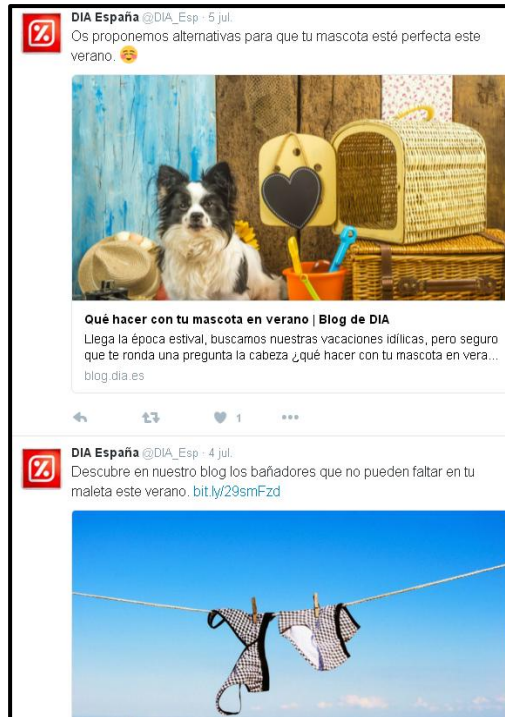 DIA España @DIA_Esp · 5 jul.
Os proponemos alternativas para que tu mascota esté perfecta este
verano. ☺️
Qué hacer con tu mascota en verano | Blog de DIA
Llega la época estival, buscamos nuestras vacaciones idílicas, pero seguro
que te ronda una pregunta la cabeza ¿qué hacer con tu mascota en vera...
blog.dia.es
1
DIA España @DIA_Esp · 4 jul.
Descubre en nuestro blog los bañadores que no pueden faltar en tu
maleta este verano. bit.ly/29smFzd